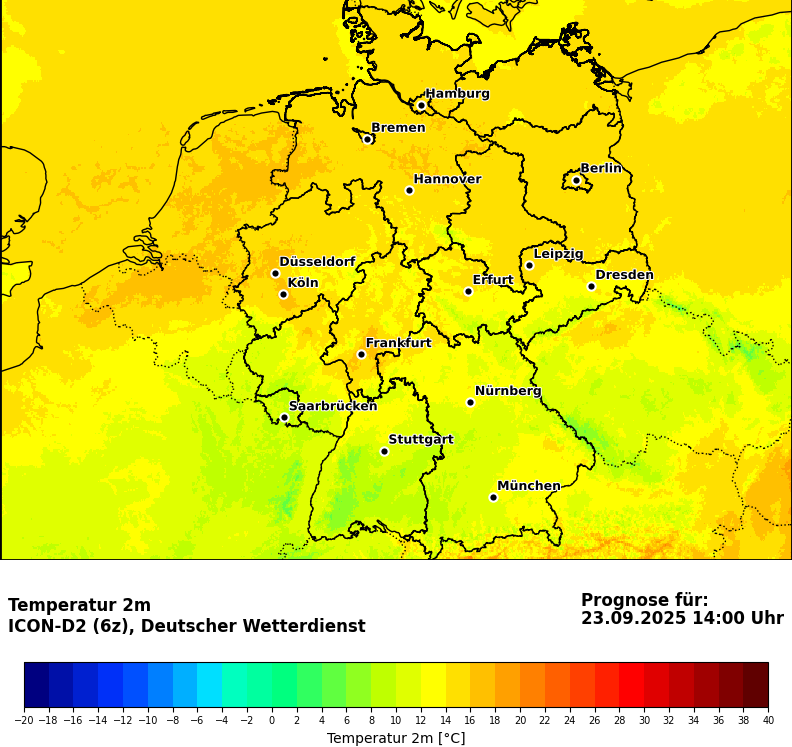 Hamburg
Bremen
Berlin
Hannover
Leipzig
Düsseldorf
Dresden
Köln
Erfurt
Frankfurt
Nürnberg
Saarbrücken
Stuttgart
München
Temperatur 2m
ICON-D2 (6z), Deutscher Wetterdienst
Prognose für:
23.09.2025 14:00 Uhr
−20 −18 −16 −14 −12 −10 −8 −6 −4 −2 0 2 4 6 8 10 12 14 16 18 20 22 24 26 28 30 32 34 36 38 40
Temperatur 2m [°C]